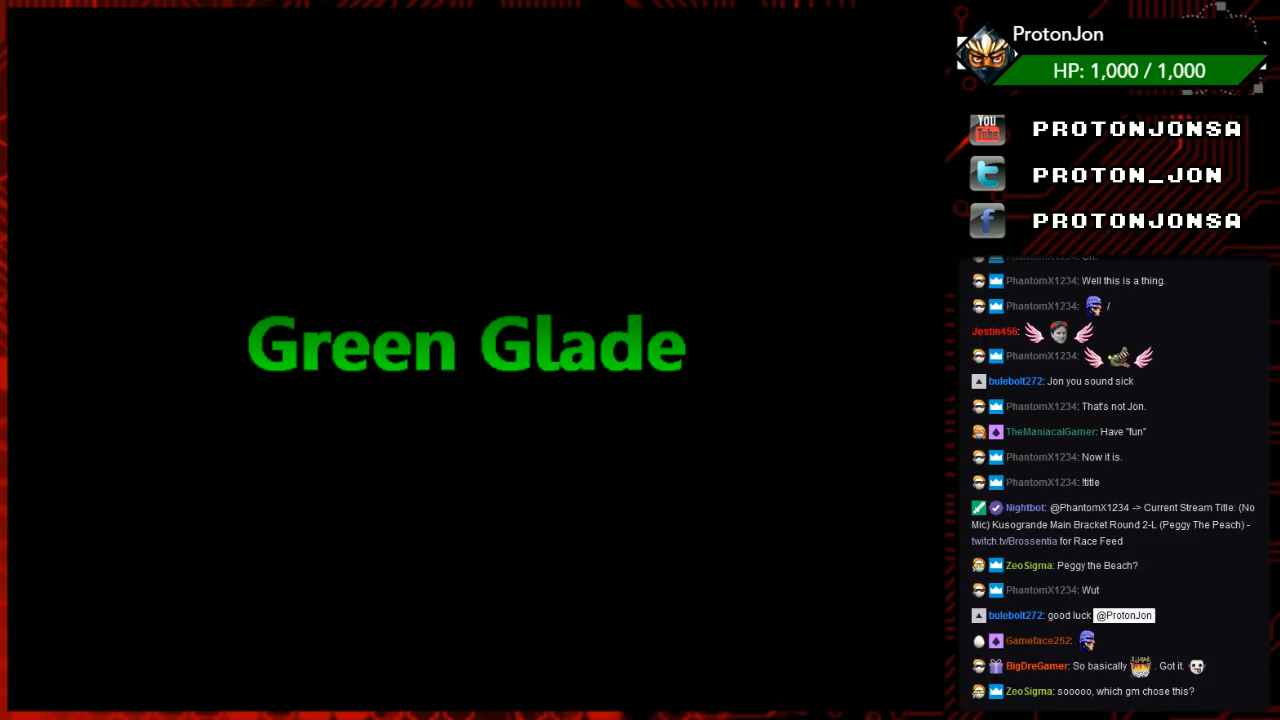 ProtonJon
HP: 1,000 / 1,000
You
Tube
PROTONJONSA
PROTON_JON
PROTONJONSA
Green Glade
PhantomX1234: Well this is a thing.
PhantomX1234: /
Jestin456:
PhantomX1234:
bulebolt272: Jon you sound sick
PhantomX1234: That's not Jon.
TheManiacalGamer: Have "fun"
PhantomX1234: Now it is.
PhantomX1234: !title
Nightbot: @PhantomX1234 -> Current Stream Title: (No
Mic) Kusogrande Main Bracket Round 2-L (Peggy The Peach) -
twitch.tv/Brossentia for Race Feed
ZeoSigma: Peggy the Beach?
PhantomX1234: Wut
bulebolt272: good luck @ProtonJon
Gameface252:
BigDreGamer: So basically . Got it.
ZeoSigma: sooooo, which gm chose this?